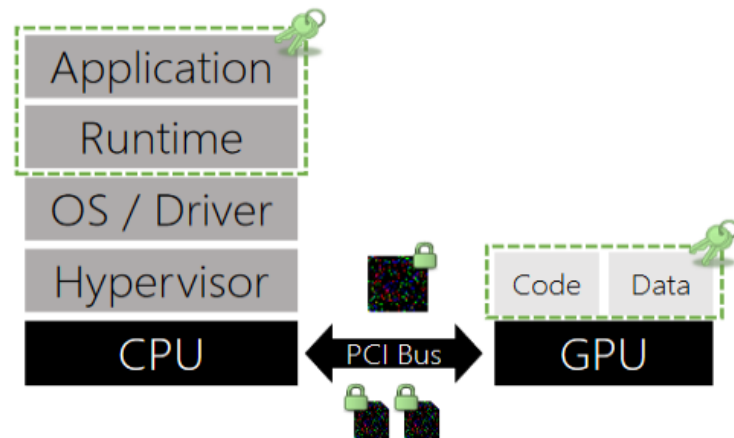 Application
Runtime
OS / Driver
Hypervisor
CPU
PCI Bus
Code Data
GPU